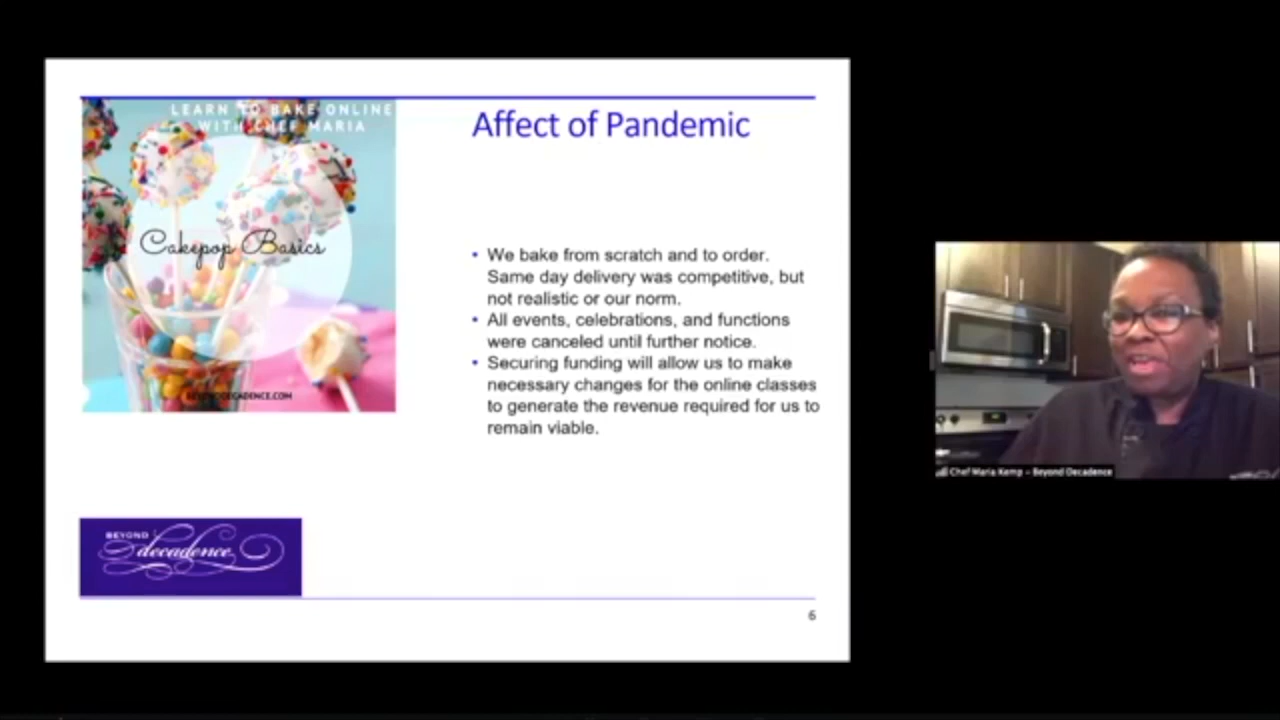 LEARN TO BAKE ONLINE
WITH CHEF MARIA
Cakepop Basics
BEYONDDECADENCE.COM
Affect of Pandemic
• We bake from scratch and to order.
Same day delivery was competitive, but
not realistic or our norm.
• All events, celebrations, and functions
were canceled until further notice.
• Securing funding will allow us to make
necessary changes for the online classes
to generate the revenue required for us to
remain viable.
BEYOND
decadence
6
Chef Maria Kemp – Beyond Decadence